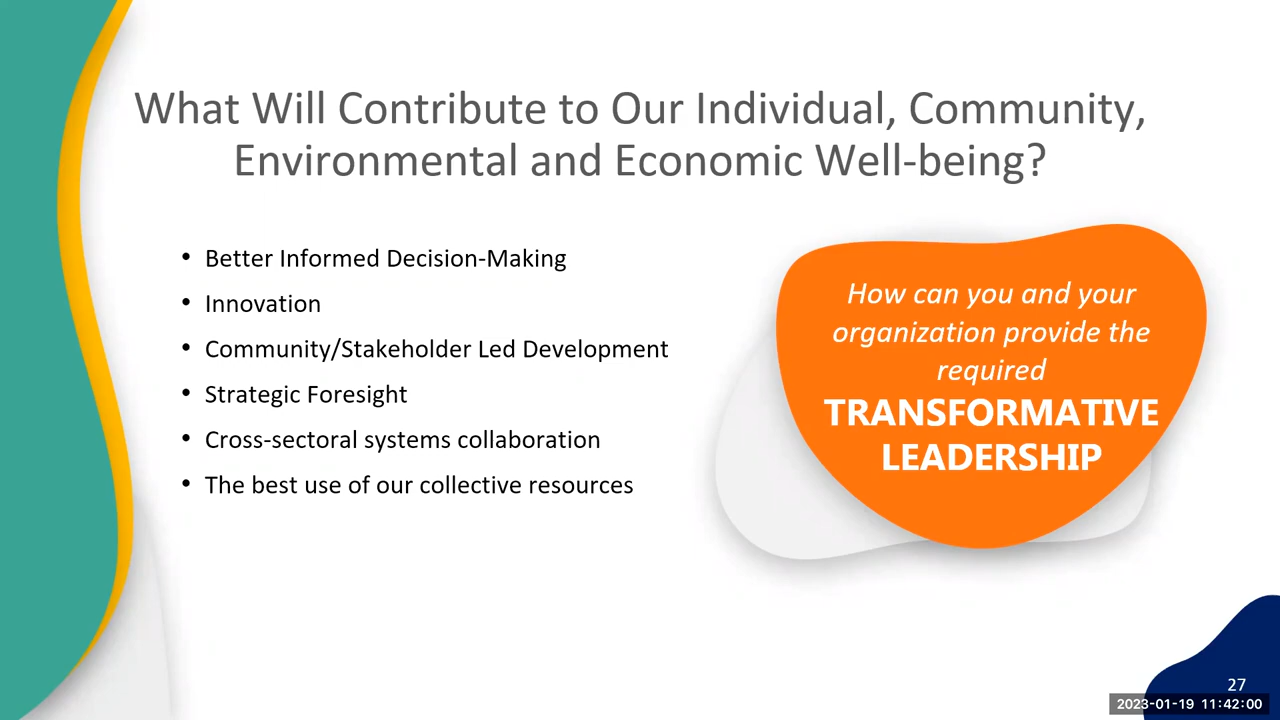 What Will Contribute to Our Individual, Community,
Environmental and Economic Well-being?
• Better Informed Decision-Making
• Innovation
• Community/Stakeholder Led Development
• Strategic Foresight
• Cross-sectoral systems collaboration
• The best use of our collective resources
How can you and your
organization provide the
required
TRANSFORMATIVE
LEADERSHIP
27
2023-01-19 11:42:00